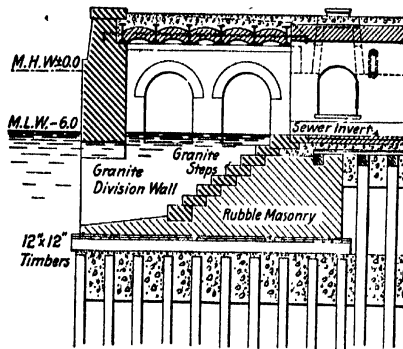 M.H.W.±0.0
M.L.W.-6.0
Sewer Invert
Granite
Division Wall
Granite
Steps
Rubble Masonry
12"x12"
Timbers